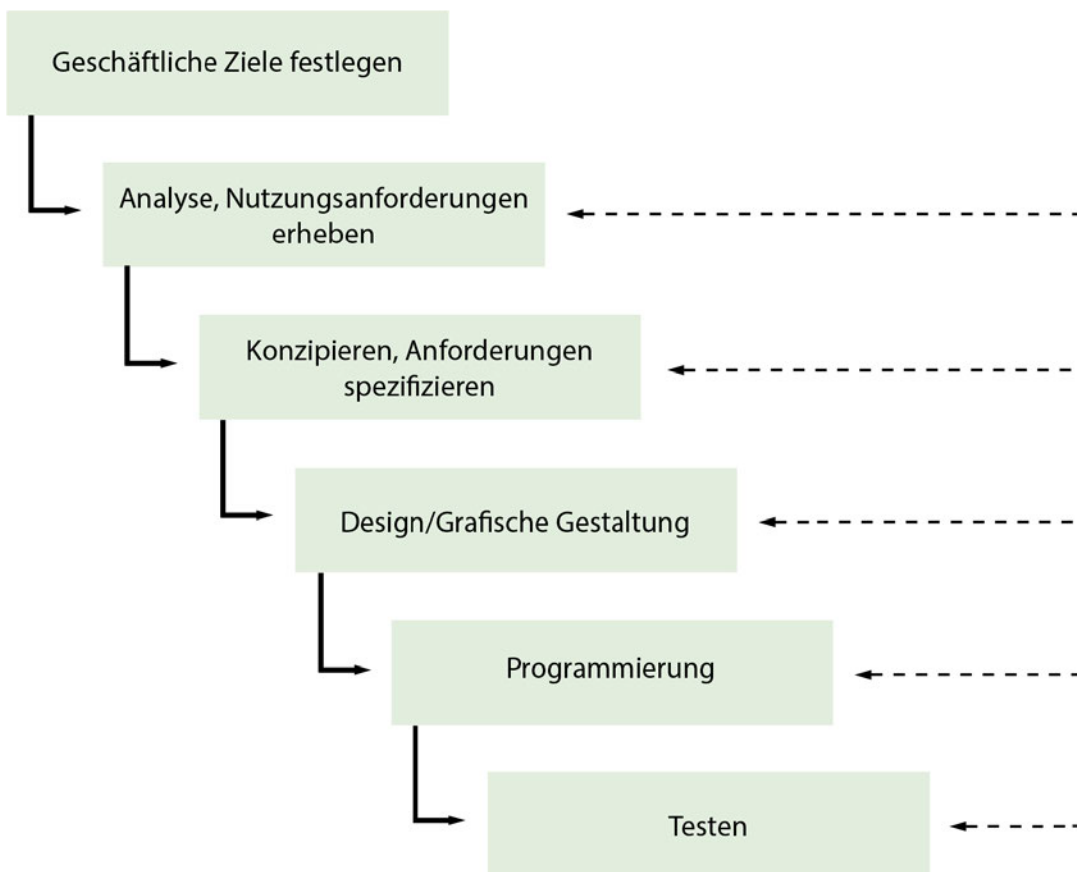 Geschäftliche Ziele festlegen
Analyse, Nutzungsanforderungen
erheben
Konzipieren, Anforderungen
spezifizieren
Design/Grafische Gestaltung
Programmierung
Testen